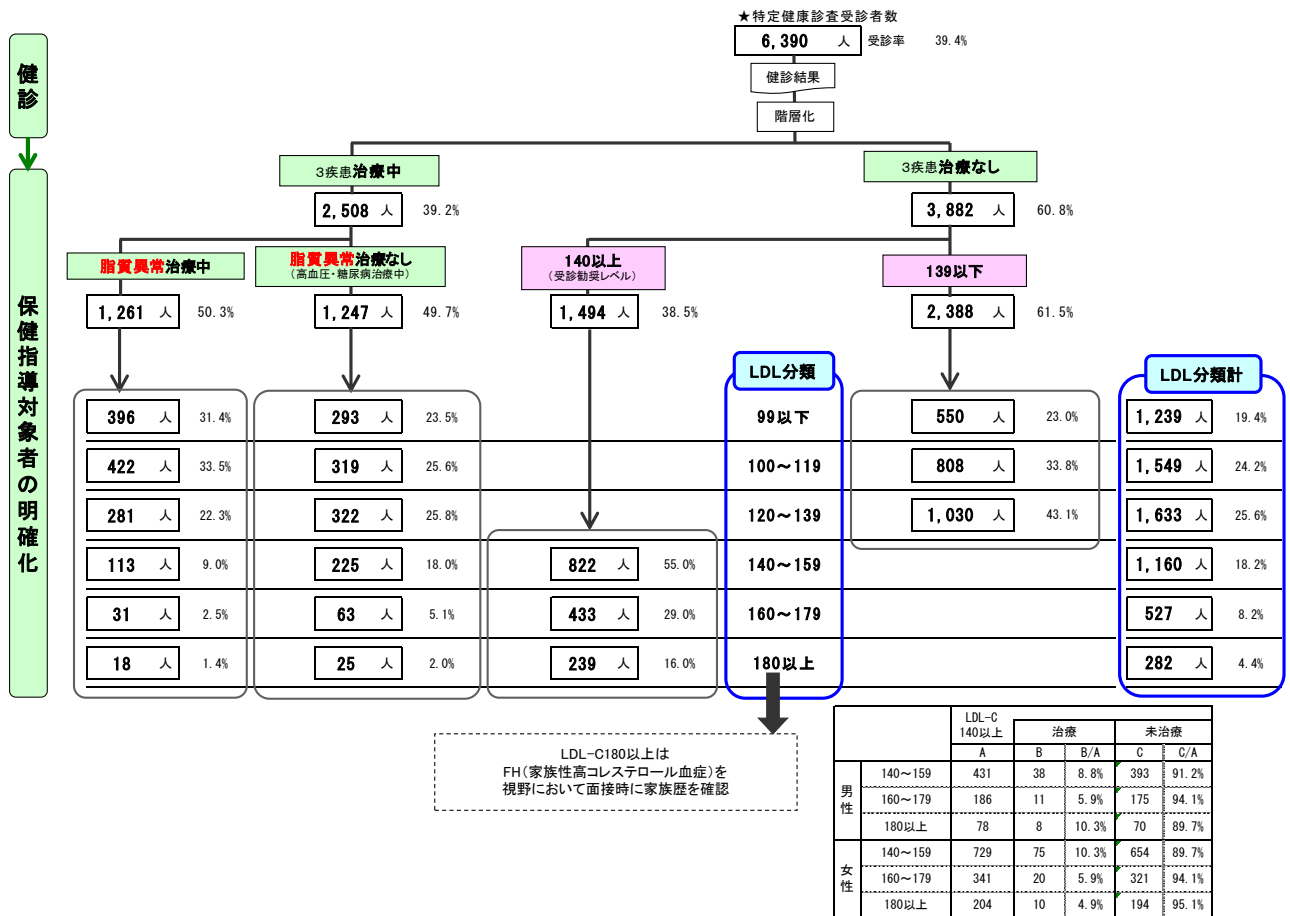 ★特定健康診査受診者数
6,390 人 受診率 39.4%
健診
健診結果
階層化
3疾患治療中
3疾患治療なし
2,508 人 39.2%
3,882 人 60.8%
脂質異常治療中
脂質異常治療なし
(高血圧・糖尿病治療中)
140以上
(受診勧奨レベル)
139以下
1,261 人 50.3%
1,247 人 49.7%
1,494 人 38.5%
2,388 人 61.5%
保健指導対象者の明確化
LDL分類
LDL分類計
396 人 31.4% 293 人 23.5% 99以下 550 人 23.0% 1,239 人 19.4%
422 人 33.5% 319 人 25.6% 100～119 808 人 33.8% 1,549 人 24.2%
281 人 22.3% 322 人 25.8% 120～139 1,030 人 43.1% 1,633 人 25.6%
113 人 9.0% 225 人 18.0% 822 人 55.0% 140～159 1,160 人 18.2%
31 人 2.5% 63 人 5.1% 433 人 29.0% 160～179 527 人 8.2%
18 人 1.4% 25 人 2.0% 239 人 16.0% 180以上 282 人 4.4%
LDL-C180以上は
FH(家族性高コレステロール血症)を
視野において面接時に家族歴を確認
LDL-C
140以上 治療 未治療
A B B/A C C/A
男性
140～159 431 38 8.8% 393 91.2%
160～179 186 11 5.9% 175 94.1%
180以上 78 8 10.3% 70 89.7%
女性
140～159 729 75 10.3% 654 89.7%
160～179 341 20 5.9% 321 94.1%
180以上 204 10 4.9% 194 95.1%